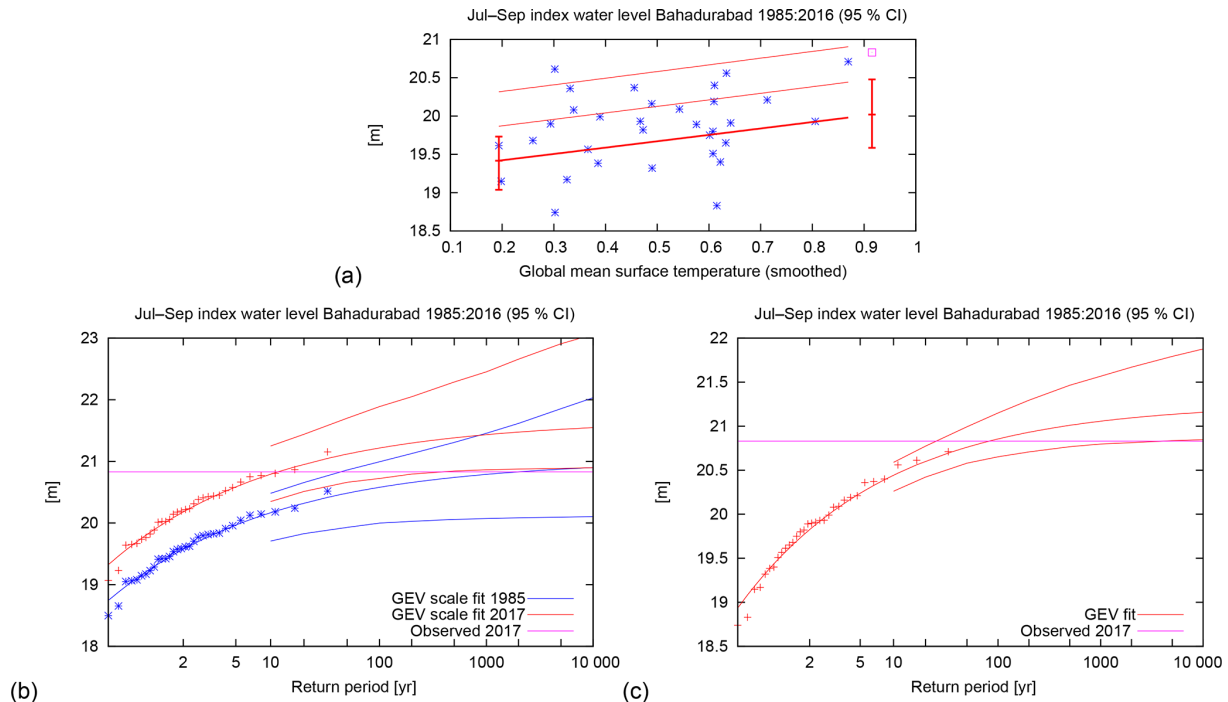 Jul–Sep index water level Bahadurabad 1985:2016 (95 % CI)
21
20.5
20
19.5
19
18.5
[m]
0.1 0.2 0.3 0.4 0.5 0.6 0.7 0.8 0.9 1
Global mean surface temperature (smoothed)
(a)
Jul–Sep index water level Bahadurabad 1985:2016 (95 % CI)
23
22
21
20
19
18
[m]
GEV scale fit 1985
GEV scale fit 2017
Observed 2017
2 5 10 100 1000 10 000
Return period [yr]
(b)
Jul–Sep index water level Bahadurabad 1985:2016 (95 % CI)
22
21.5
21
20.5
20
19.5
19
18.5
[m]
GEV fit
Observed 2017
2 5 10 100 1000 10 000
Return period [yr]
(c)